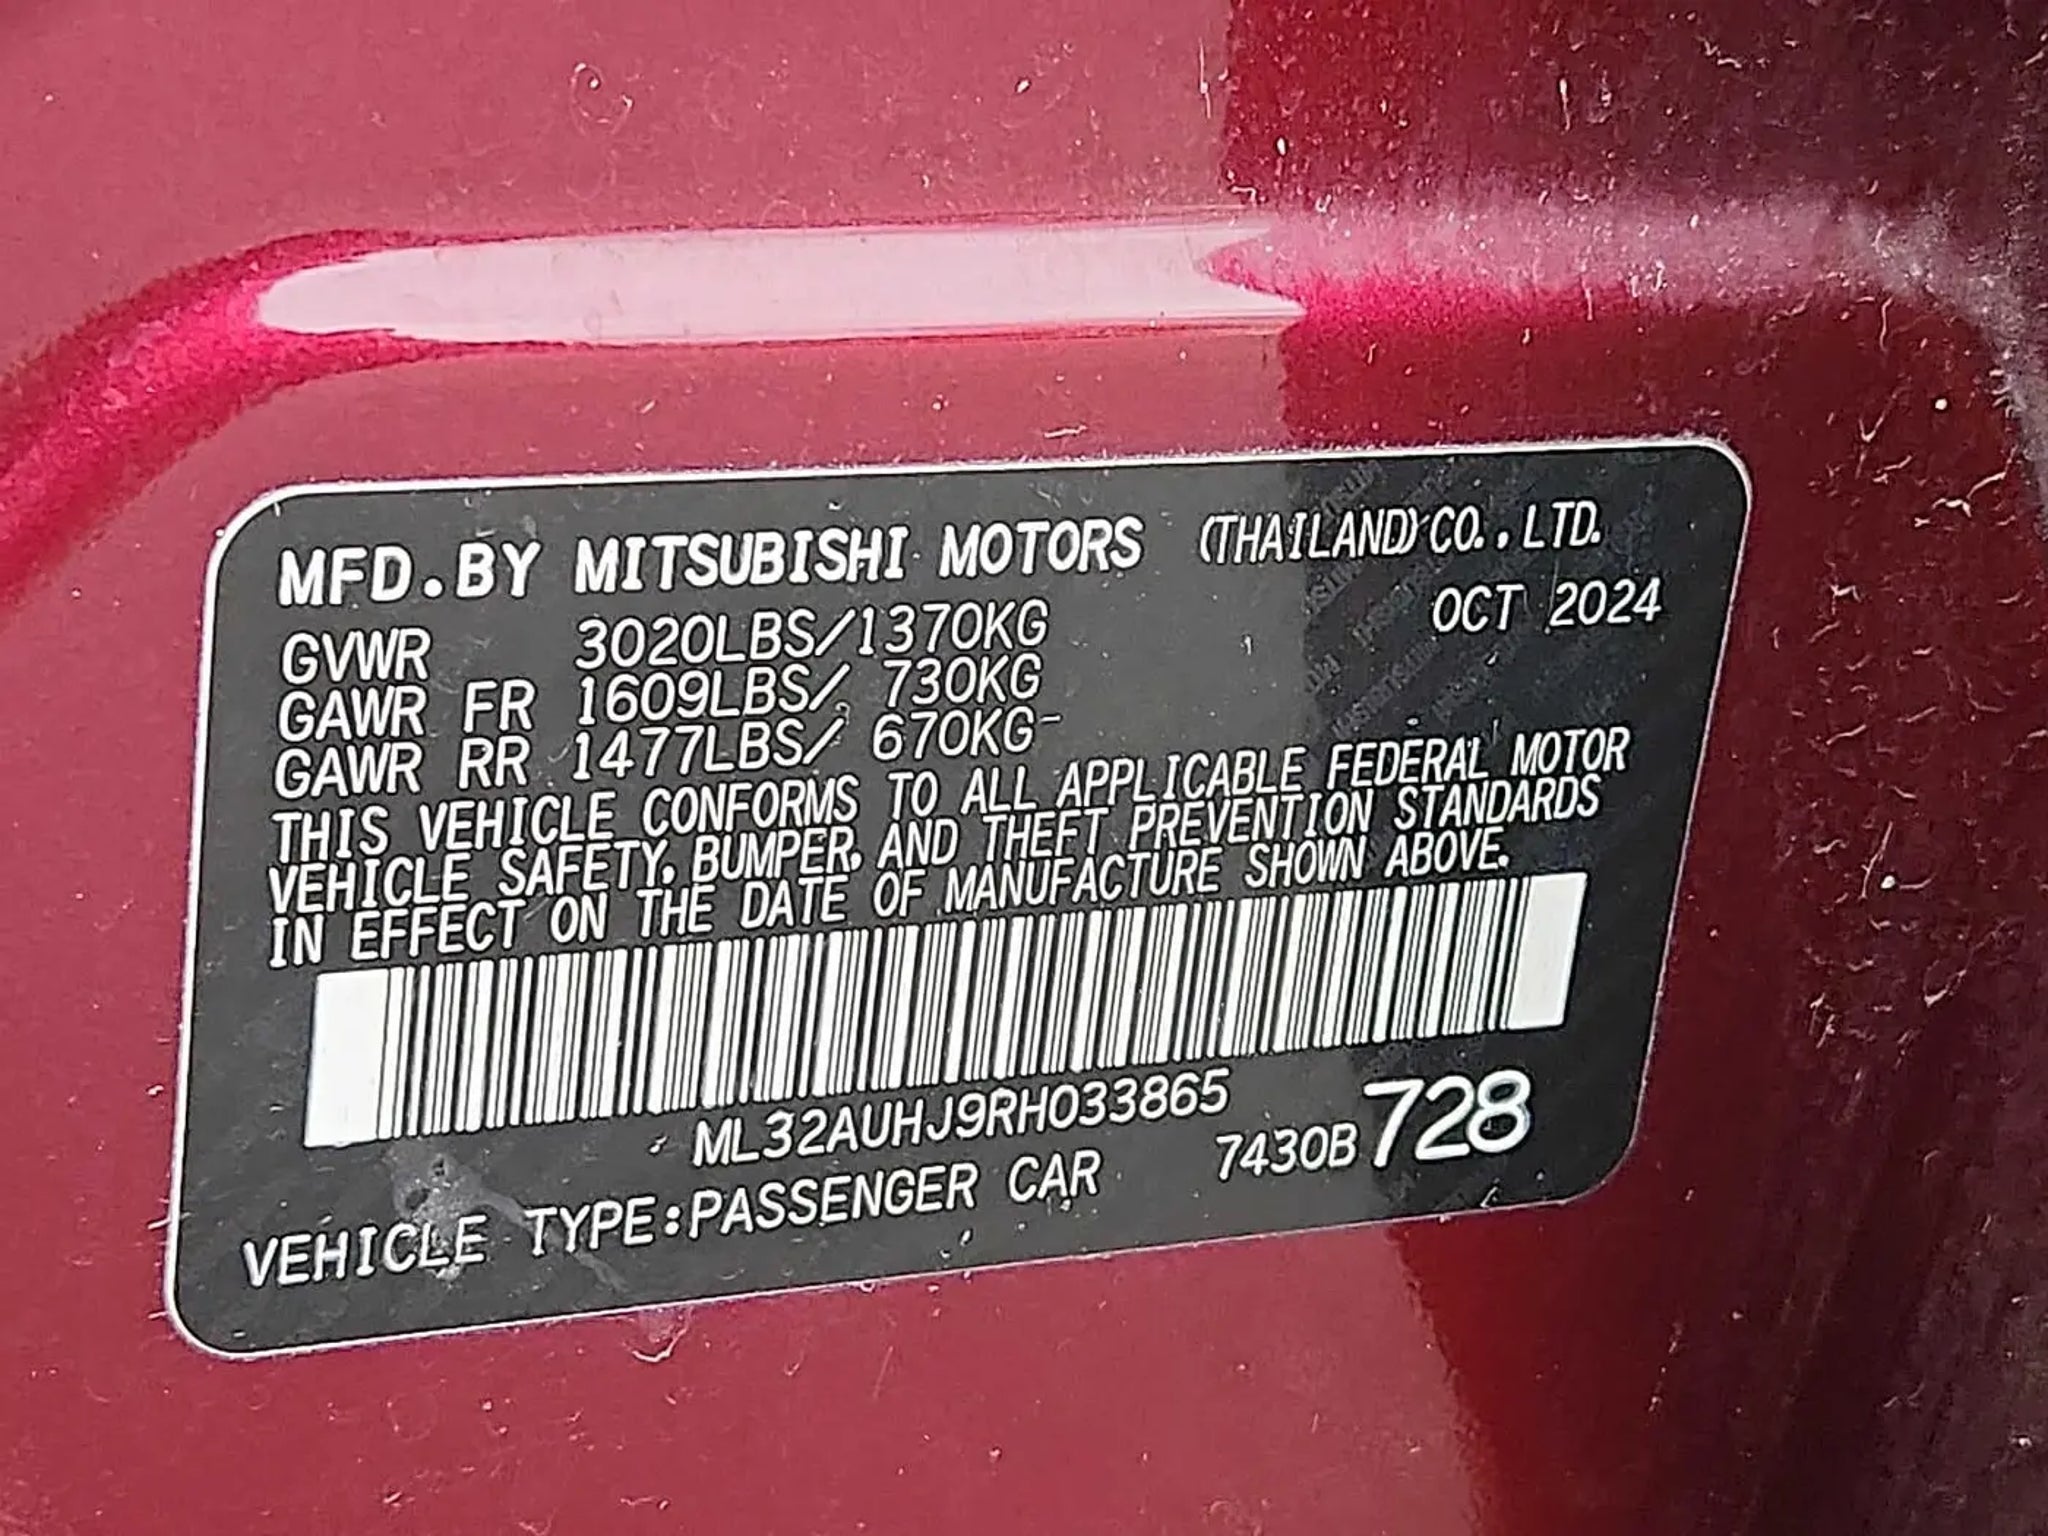 MFD.BY MITSUBISHI MOTORS (THAILAND) CO., LTD.
OCT 2024
GVWR 3020LBS/1370KG
GAWR FR 1609LBS/ 730KG
GAWR RR 1477LBS/ 670KG
THIS VEHICLE CONFORMS TO ALL APPLICABLE FEDERAL MOTOR
VEHICLE SAFETY, BUMPER, AND THEFT PREVENTION STANDARDS
IN EFFECT ON THE DATE OF MANUFACTURE SHOWN ABOVE.
ML32AUHJ9RH033865
VEHICLE TYPE:PASSENGER CAR 7430B 728